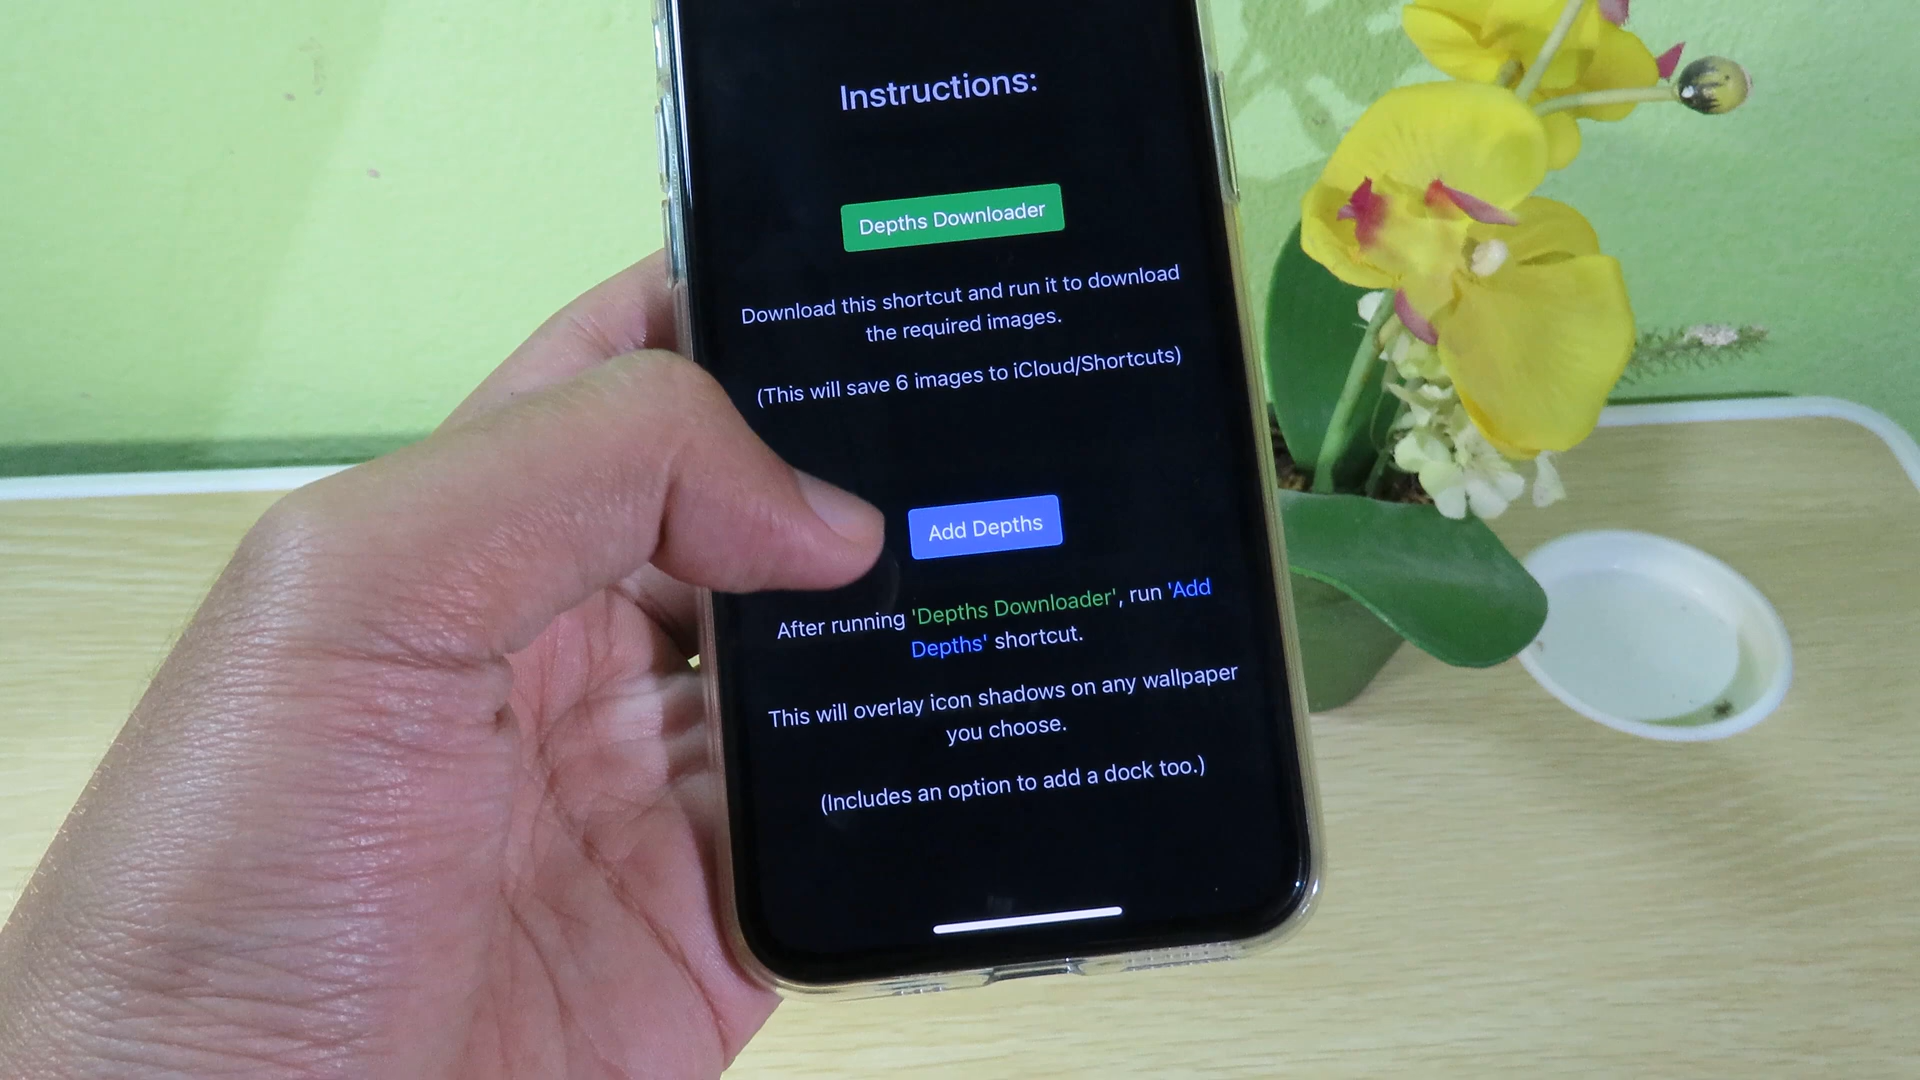 Instructions:
Depths Downloader
Download this shortcut and run it to download
the required images.
(This will save 6 images to iCloud/Shortcuts)
Add Depths
After running 'Depths Downloader', run 'Add
Depths' shortcut.
This will overlay icon shadows on any wallpaper
you choose.
(Includes an option to add a dock too.)